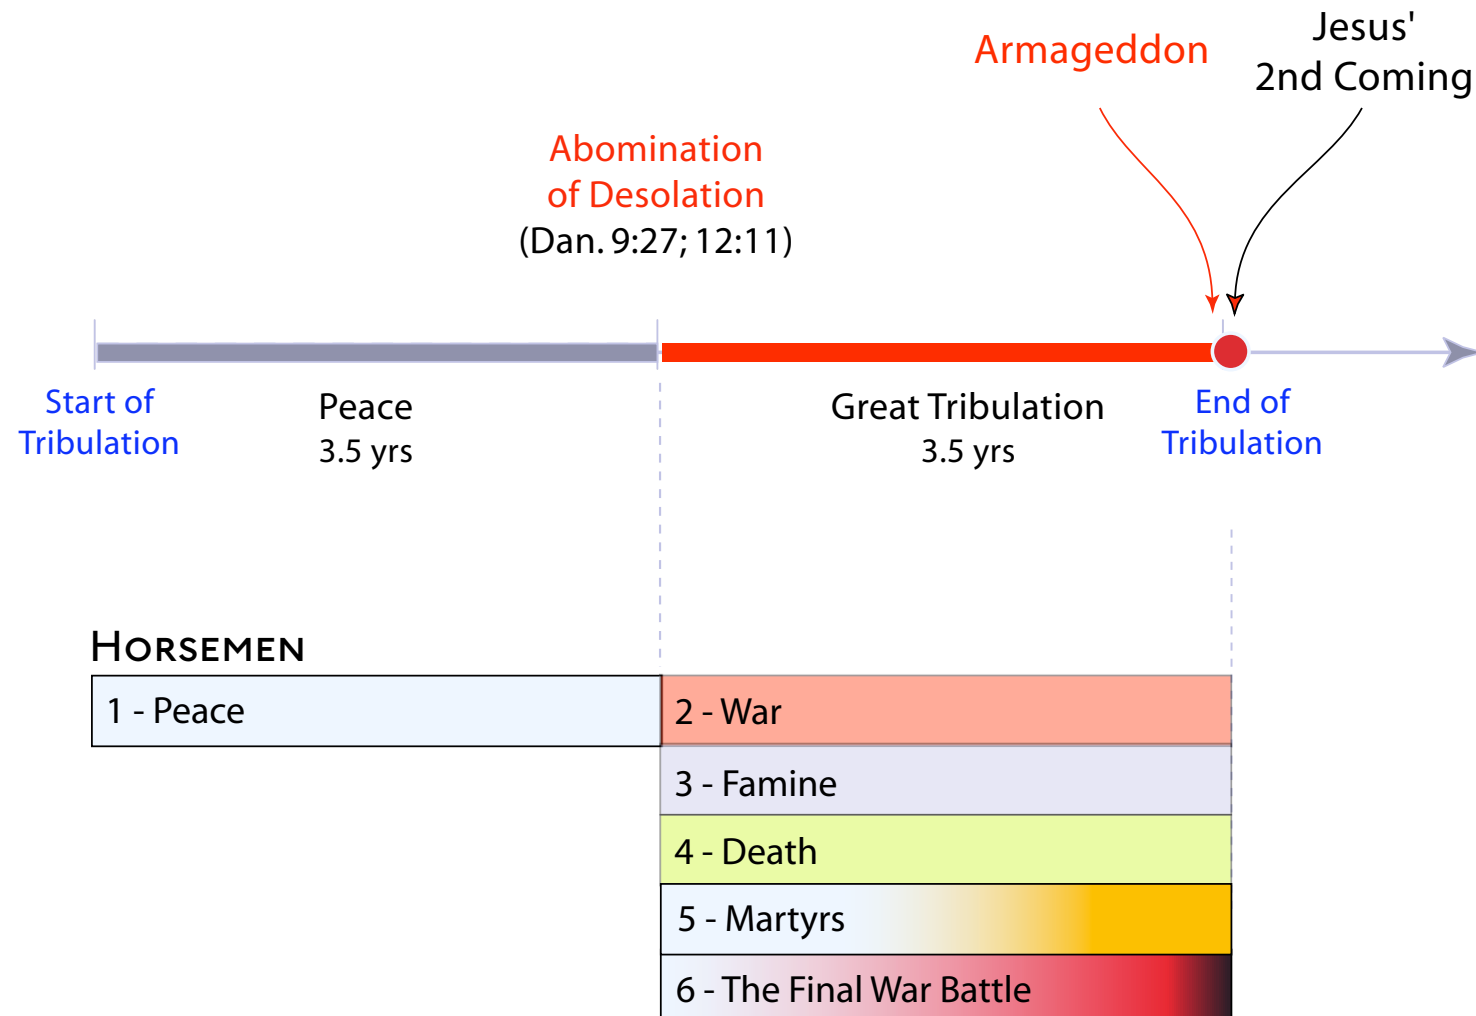 Armageddon
Jesus'
2nd Coming
Abomination
of Desolation
(Dan. 9:27; 12:11)
Start of
Tribulation
Peace
3.5 yrs
Great Tribulation
3.5 yrs
End of
Tribulation
HORSEMEN
1 - Peace
2 - War
3 - Famine
4 - Death
5 - Martyrs
6 - The Final War Battle